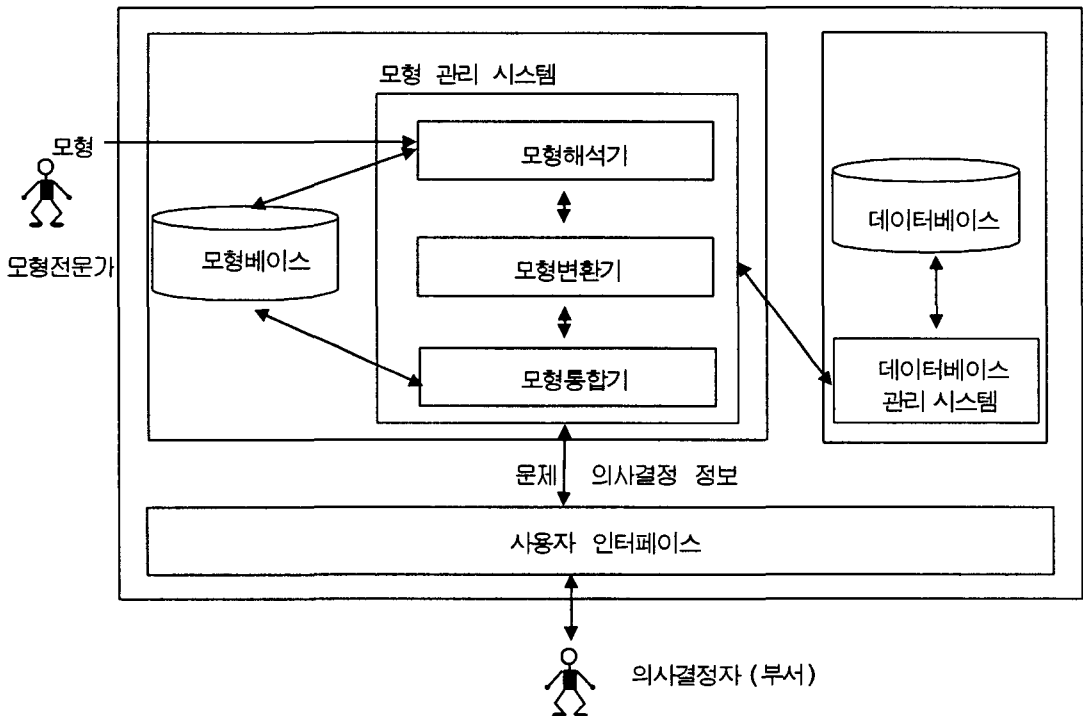 모형 관리 시스템
모형
모형해석기
데이터베이스
모형전문가
모형베이스
모형변환기
모형통합기
데이터베이스
관리 시스템
문제 의사결정 정보
사용자 인터페이스
의사결정자 (부서)